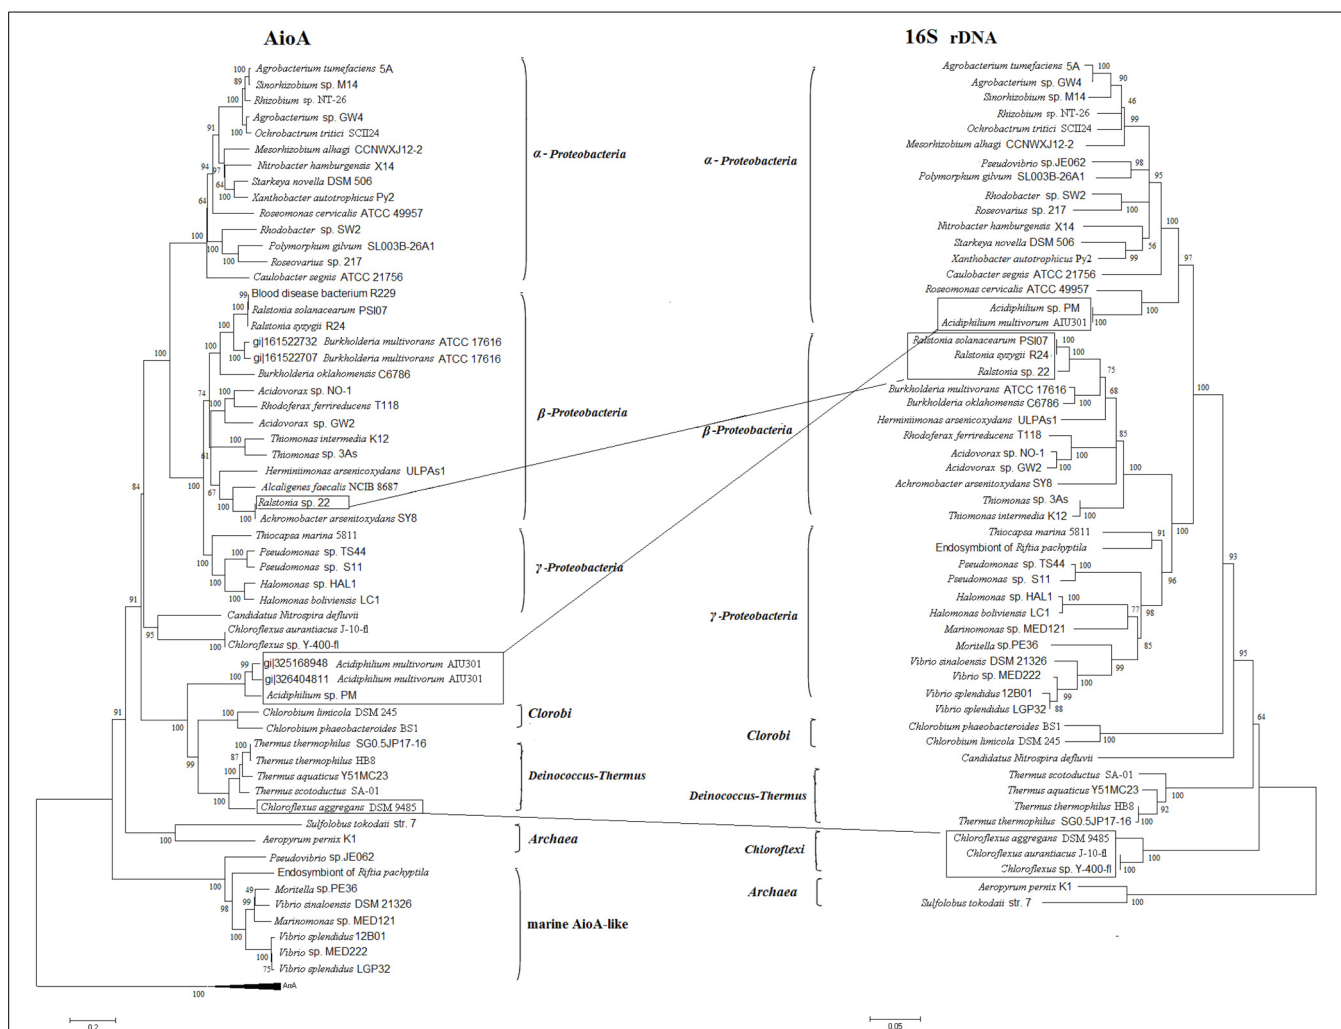 AioA
Agrobacterium tumefaciens 5A
Sinorhizobium sp. M14
Rhizobium sp. NT-26
Agrobacterium sp. GW4
Ochrobactrum tritici SCII24
Mesorhizobium alhagi CCNWXJ12-2
Nitrobacter hamburgensis X14
Starkeya novella DSM 506
Xanthobacter autotrophicus Py2
Roseomonas cervicalis ATCC 49957
Rhodobacter sp. SW2
Polymorphum gilvum SL003B-26A1
Roseovarius sp. 217
Caulobacter segnis ATCC 21756
Blood disease bacterium R229
Ralstonia solanacearum PSI07
Ralstonia syzygii R24
gi|161522732 Burkholderia multivorans ATCC 17616
gi|161522707 Burkholderia multivorans ATCC 17616
Burkholderia oklahomensis C6786
Acidovorax sp. NO-1
Rhodoferax ferrireducens T118
Acidovorax sp. GW2
Thiomonas intermedia K12
Thiomonas sp. 3As
Herminiimonas arsenicoxydans ULPAs1
Alcaligenes faecalis NCIB 8687
Ralstonia sp. 22
Achromobacter arsenitoxydans SY8
Thiocapsa marina 5811
Pseudomonas sp. TS44
Pseudomonas sp. S11
Halomonas sp. HAL1
Halomonas boliviensis LC1
Candidatus Nitrospira defluvii
Chloroflexus aurantiacus J-10-fl
Chloroflexus sp. Y-400-fl
gi|325168948 Acidiphilium multivorum AIU301
gi|326404811 Acidiphilium multivorum AIU301
Acidiphilium sp. PM
Chlorobium limicola DSM 245
Chlorobium phaeobacteroides BS1
Thermus thermophilus SG0.5JP17-16
Thermus thermophilus HB8
Thermus aquaticus Y51MC23
Thermus scotoductus SA-01
Chloroflexus aggregans DSM 9485
Sulfolobus tokodaii str. 7
Aeropyrum pernix K1
Pseudovibrio sp.JE062
Endosymbiont of Riftia pachyptila
Moritella sp.PE36
Vibrio sinaloensis DSM 21326
Marinomonas sp. MED121
Vibrio splendidus 12B01
Vibrio sp. MED222
Vibrio splendidus LGP32
100
0.2
α- Proteobacteria
β-Proteobacteria
γ-Proteobacteria
Clorobi
Deinococcus-Thermus
Archaea
marine AioA-like
16S rDNA
α-Proteobacteria
β-Proteobacteria
γ-Proteobacteria
Clorobi
Deinococcus-Thermus
Chloroflexi
Archaea
Agrobacterium tumefaciens 5A
Agrobacterium sp. GW4
Sinorhizobium sp. M14
Rhizobium sp. NT-26
Ochrobactrum tritici SCII24
Mesorhizobium alhagi CCNWXJ12-2
Pseudovibrio sp.JE062
Polymorphum gilvum SL003B-26A1
Rhodobacter sp. SW2
Roseovarius sp. 217
Nitrobacter hamburgensis X14
Starkeya novella DSM 506
Xanthobacter autotrophicus Py2
Caulobacter segnis ATCC 21756
Roseomonas cervicalis ATCC 49957
Acidiphilium sp. PM
Acidiphilium multivorum AIU301
Ralstonia solanacearum PSI07
Ralstonia syzygii R24
Ralstonia sp. 22
Burkholderia multivorans ATCC 17616
Burkholderia oklahomensis C6786
Herminiimonas arsenicoxydans ULPAs1
Rhodoferax ferrireducens T118
Acidovorax sp. NO-1
Acidovorax sp. GW2
Achromobacter arsenitoxydans SY8
Thiomonas sp. 3As
Thiomonas intermedia K12
Thiocapsa marina 5811
Endosymbiont of Riftia pachyptila
Pseudomonas sp. TS44
Pseudomonas sp. S11
Halomonas sp. HAL1
Halomonas boliviensis LC1
Marinomonas sp. MED121
Moritella sp.PE36
Vibrio sinaloensis DSM 21326
Vibrio sp. MED222
Vibrio splendidus 12B01
Vibrio splendidus LGP32
Chlorobium phaeobacteroides BS1
Chlorobium limicola DSM 245
Candidatus Nitrospira defluvii
Thermus scotoductus SA-01
Thermus aquaticus Y51MC23
Thermus thermophilus HB8
Thermus thermophilus SG0.5JP17-16
Chloroflexus aggregans DSM 9485
Chloroflexus aurantiacus J-10-fl
Chloroflexus sp. Y-400-fl
Aeropyrum pernix K1
Sulfolobus tokodaii str. 7
0.05